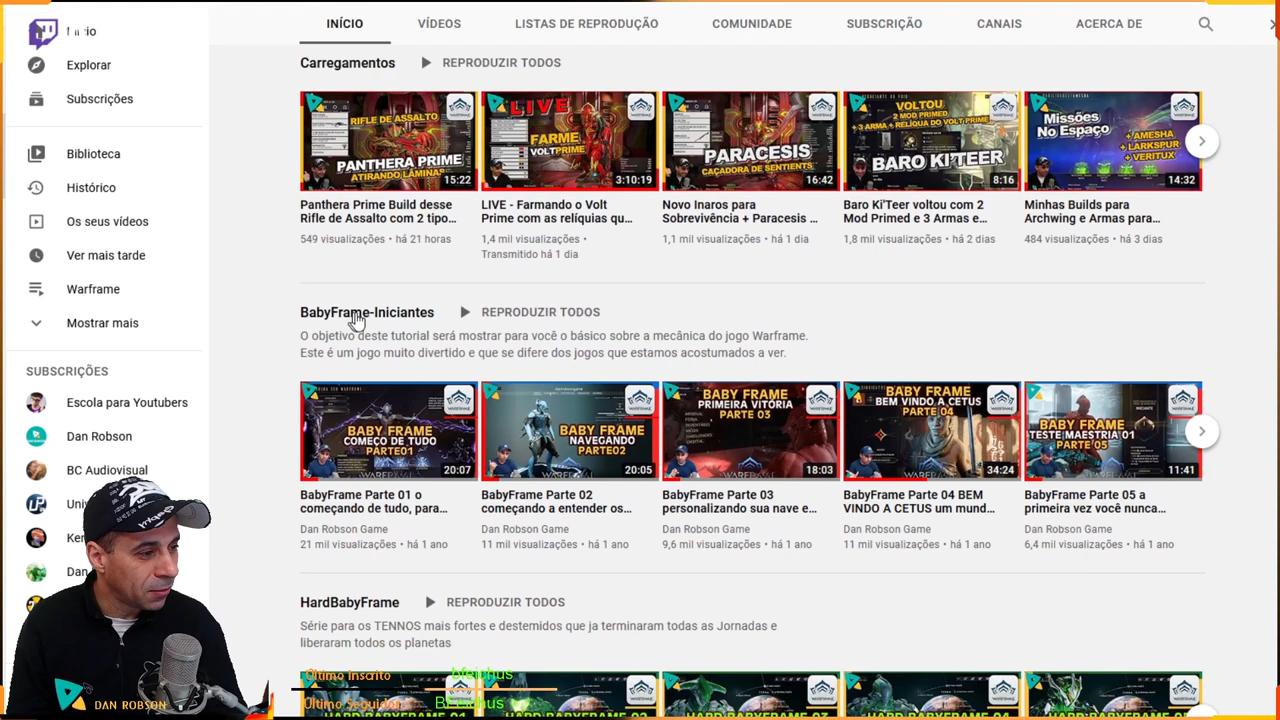 INÍCIO
VÍDEOS
LISTAS DE REPRODUÇÃO
COMUNIDADE
SUBSCRIÇÃO
CANAIS
ACERCA DE
Explorar
Subscrições
Biblioteca
Histórico
Os seus vídeos
Ver mais tarde
Warframe
Mostrar mais
SUBSCRIÇÕES
Escola para Youtubers
Dan Robson
BC Audiovisual
Carregamentos
REPRODUZIR TODOS
RIFLE DE ASSALTO
PANTHERA PRIME
ATIRANDO LÂMINAS
15:22
LIVE
FARME
VOLT PRIME
3:10:19
PARACESIS
CAÇADORA DE SENTIENTS
16:42
VOLTOU
2 MOD PRIMED
+ 3 ARMA + RELÍQUIA DO VOLT PRIME
BARO KI'TEER
8:16
Missões
No Espaço
+ AMESHA
+ LARKSPUR
+ VERITUX
14:32
Panthera Prime Build desse
Rifle de Assalto com 2 tipo...
549 visualizações • há 21 horas
LIVE - Farmando o Volt
Prime com as relíquias qu...
1,4 mil visualizações •
Transmitido há 1 dia
Novo Inaros para
Sobrevivência + Paracesis ...
1,1 mil visualizações • há 1 dia
Baro Ki'Teer voltou com 2
Mod Primed e 3 Armas e...
1,8 mil visualizações • há 2 dias
Minhas Builds para
Archwing e Armas para...
484 visualizações • há 3 dias
BabyFrame-Iniciantes
REPRODUZIR TODOS
O objetivo deste tutorial será mostrar para você o básico sobre a mecânica do jogo Warframe.
Este é um jogo muito divertido e que se difere dos jogos que estamos acostumados a ver.
BABY FRAME
COMEÇO DE TUDO
PARTE01
20:07
BABY FRAME
NAVEGANDO
PARTE02
20:05
BABY FRAME
PRIMEIRA VITÓRIA
PARTE 03
18:03
BABY FRAME
BEM VINDO A CETUS
PARTE 04
34:24
BABY FRAME
TESTE MAESTRIA 01
PARTE 05
11:41
BabyFrame Parte 01 o
começando de tudo, para...
Dan Robson Game
21 mil visualizações • há 1 ano
BabyFrame Parte 02
começando a entender os...
Dan Robson Game
11 mil visualizações • há 1 ano
BabyFrame Parte 03
personalizando sua nave e...
Dan Robson Game
9,6 mil visualizações • há 1 ano
BabyFrame Parte 04 BEM
VINDO A CETUS um mund...
Dan Robson Game
11 mil visualizações • há 1 ano
BabyFrame Parte 05 a
primeira vez você nunca...
Dan Robson Game
6,4 mil visualizações • há 1 ano
HardBabyFrame
REPRODUZIR TODOS
Série para os TENNOS mais fortes e destemidos que ja terminaram todas as Jornadas e
liberaram todos os planetas
Último Inscrito
bfeichus
Último Seguidor
DAN ROBSON